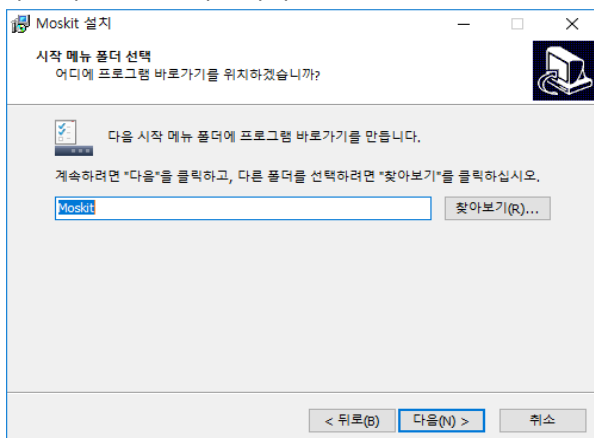 Moskit 설치
시작 메뉴 폴더 선택
어디에 프로그램 바로가기를 위치하겠습니까?
다음 시작 메뉴 폴더에 프로그램 바로가기를 만듭니다.
계속하려면 "다음"을 클릭하고, 다른 폴더를 선택하려면 "찾아보기"를 클릭하십시오.
Moskit
찾아보기(R)...
< 뒤로(B)
다음(N) >
취소